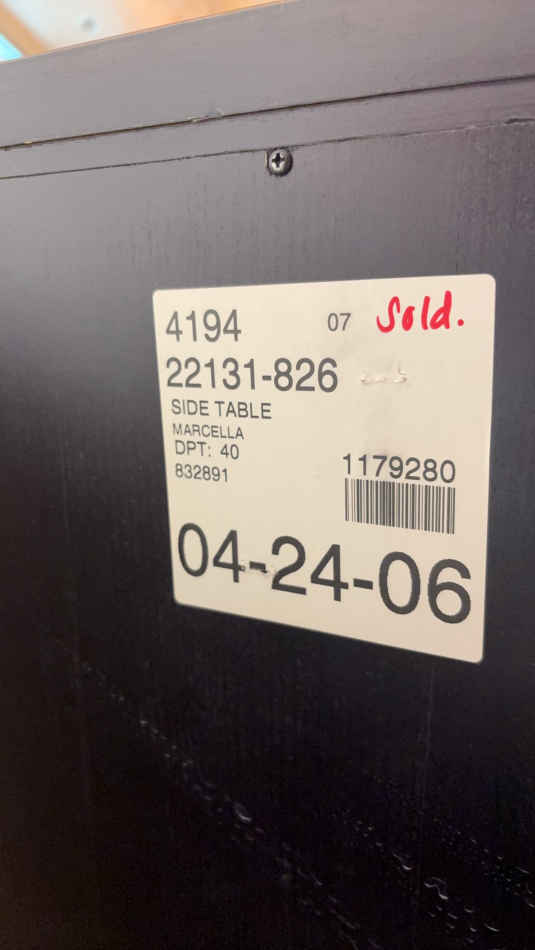 4194 07 Sold.
22131-826
SIDE TABLE
MARCELLA
DPT: 40
832891
1179280
04-24-06